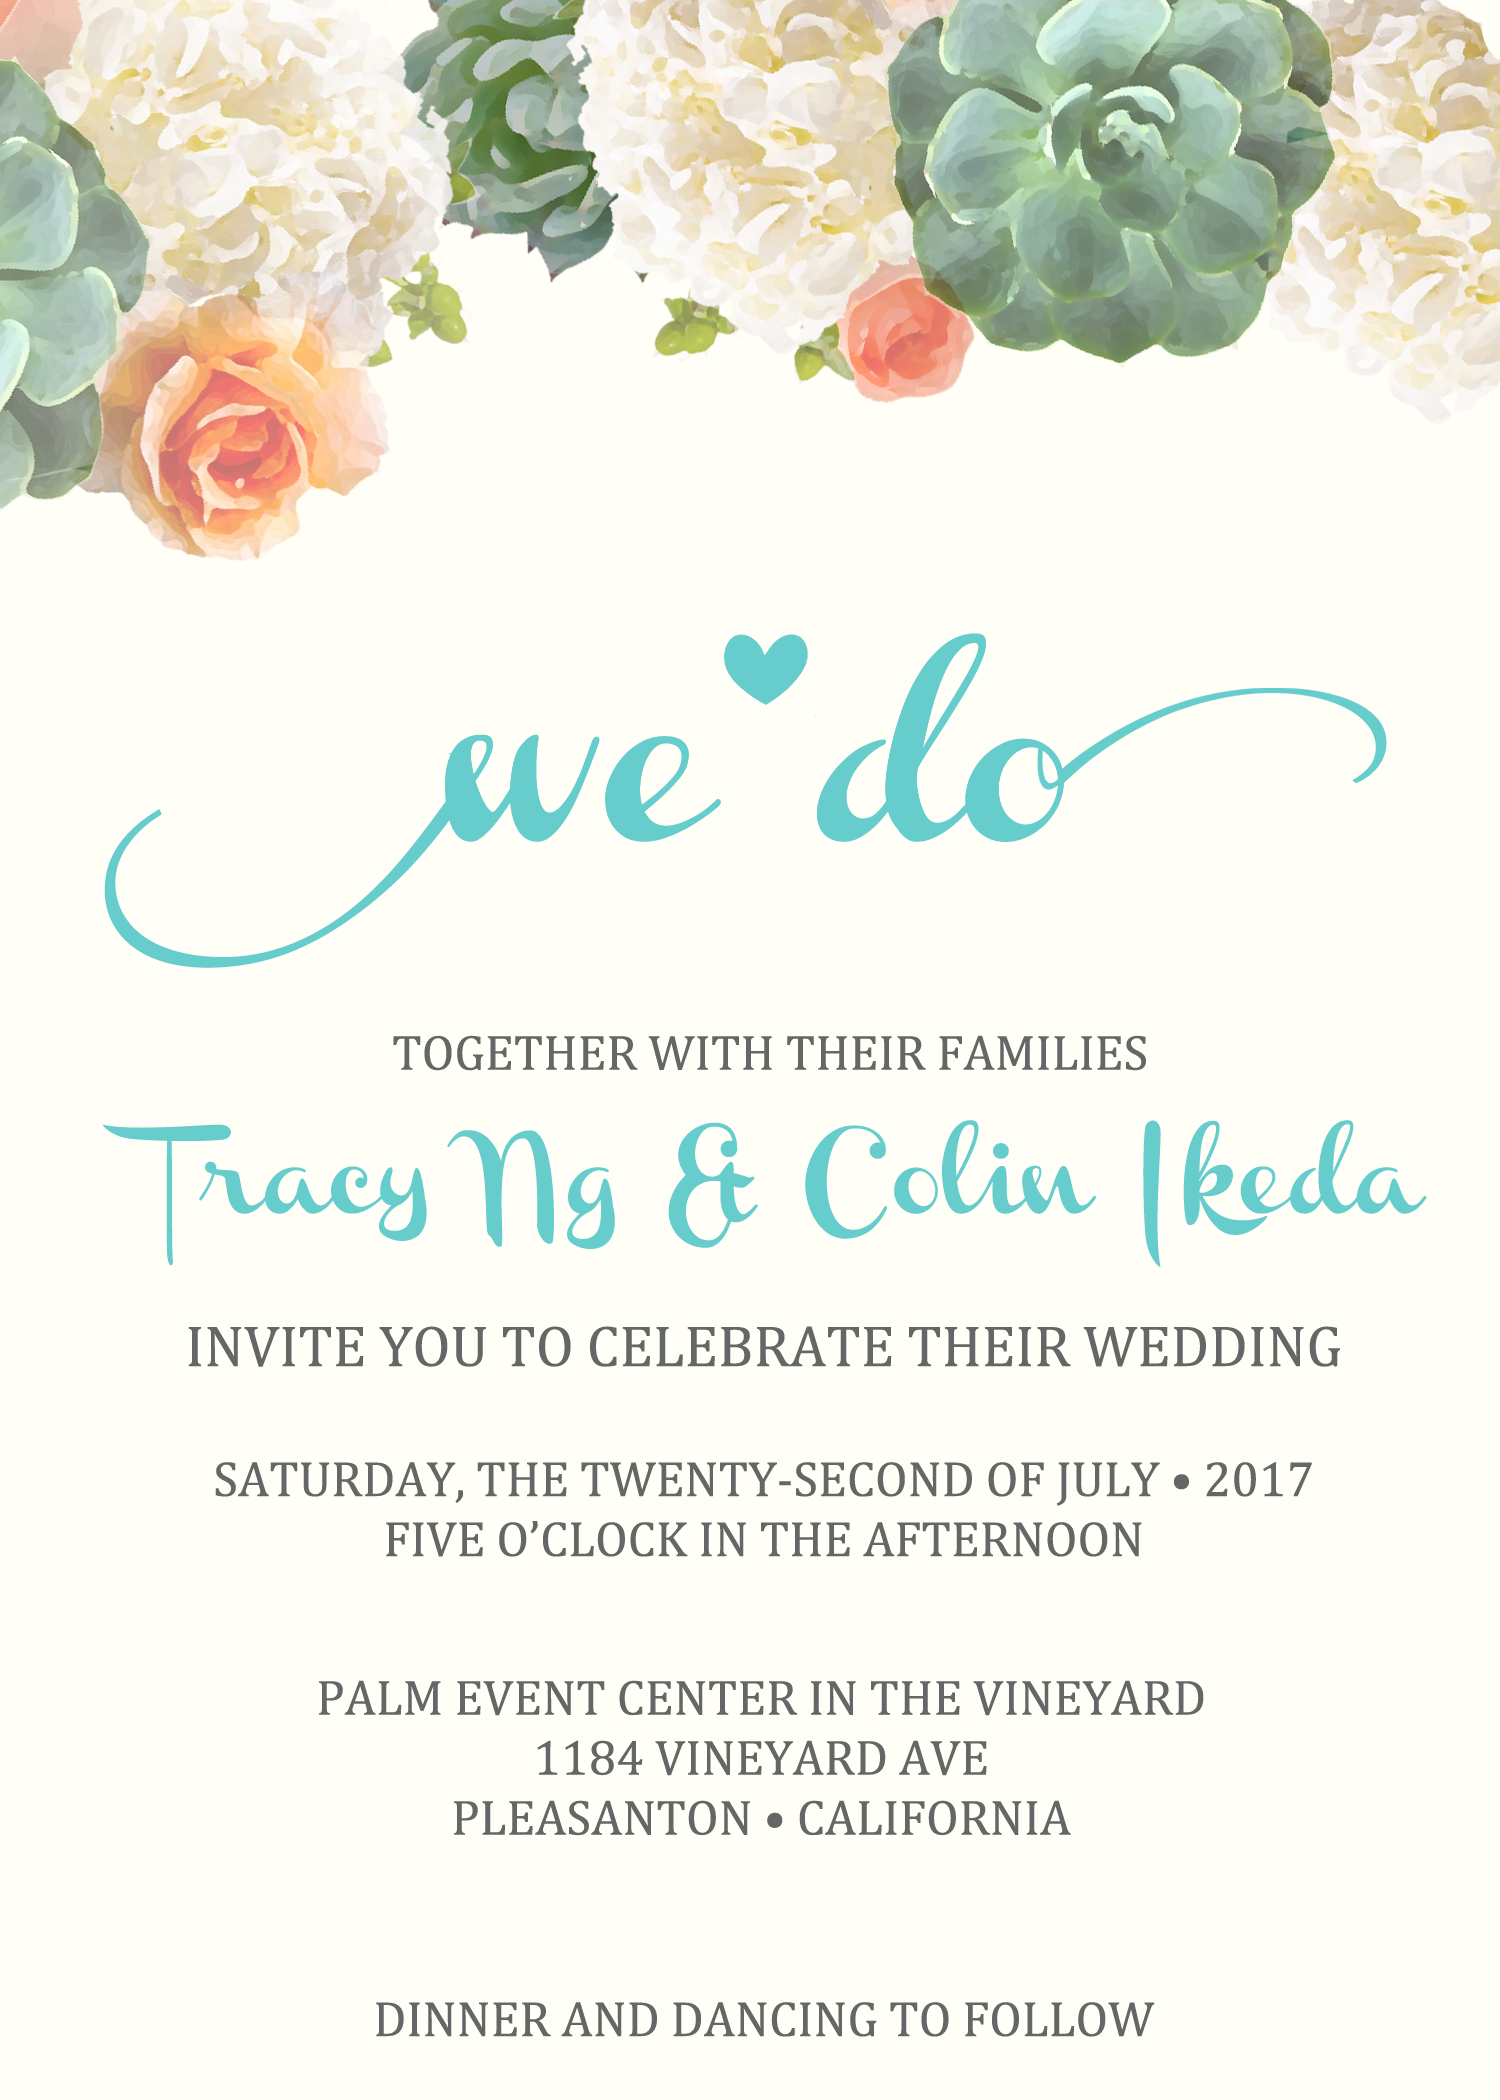 we do
TOGETHER WITH THEIR FAMILIES
Tracy Ng & Colin Ikeda
INVITE YOU TO CELEBRATE THEIR WEDDING
SATURDAY, THE TWENTY-SECOND OF JULY • 2017
FIVE O’CLOCK IN THE AFTERNOON
PALM EVENT CENTER IN THE VINEYARD
1184 VINEYARD AVE
PLEASANTON • CALIFORNIA
DINNER AND DANCING TO FOLLOW